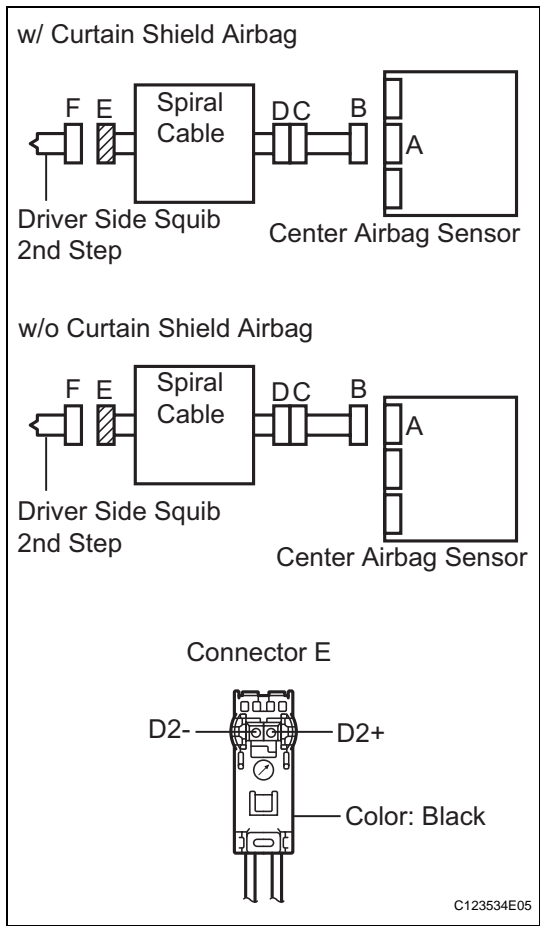 w/ Curtain Shield Airbag
F E Spiral Cable D C B A
Driver Side Squib
2nd Step
Center Airbag Sensor
w/o Curtain Shield Airbag
F E Spiral Cable D C B A
Driver Side Squib
2nd Step
Center Airbag Sensor
Connector E
D2- D2+
Color: Black
C123534E05